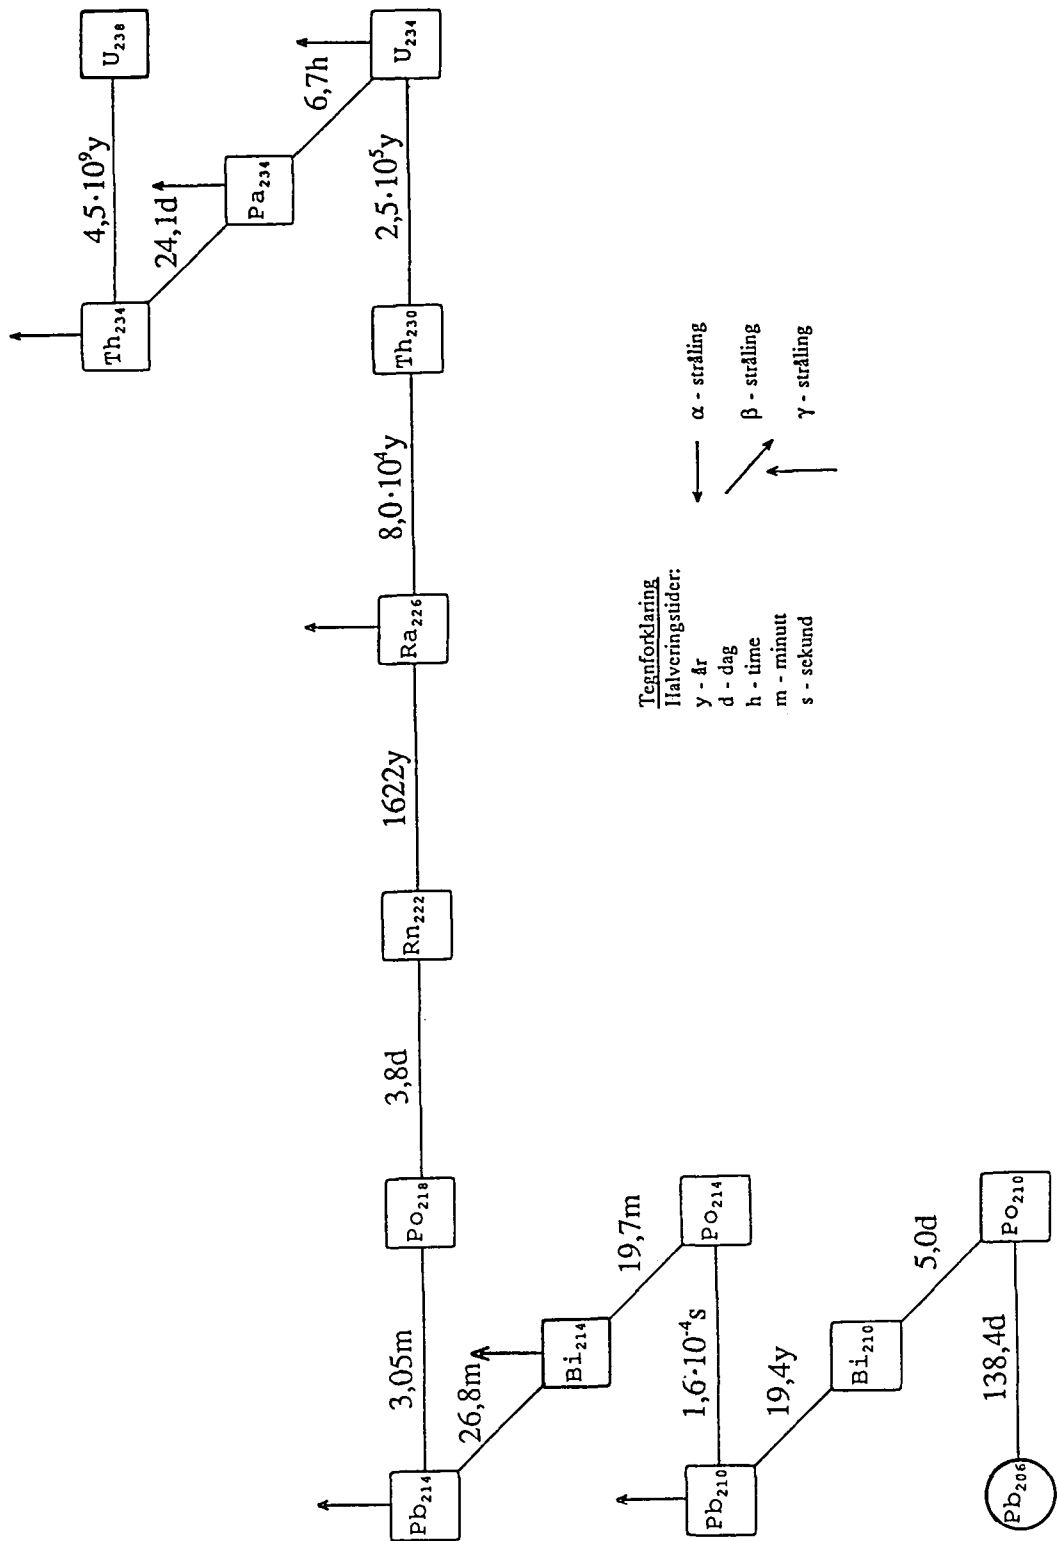 U238
4,5·10⁹y
Th234
24,1d
Pa234
6,7h
U234
2,5·10⁵y
Th230
8,0·10⁴y
Ra226
1622y
Rn222
3,8d
Po218
3,05m
Pb214
26,8m
Bi214
19,7m
Po214
1,6·10⁻⁴s
Pb210
19,4y
Bi210
5,0d
Po210
138,4d
Pb206
Tegnforklaring
Halveringstider:
y - år
d - dag
h - time
m - minutt
s - sekund
α - stråling
β - stråling
γ - stråling